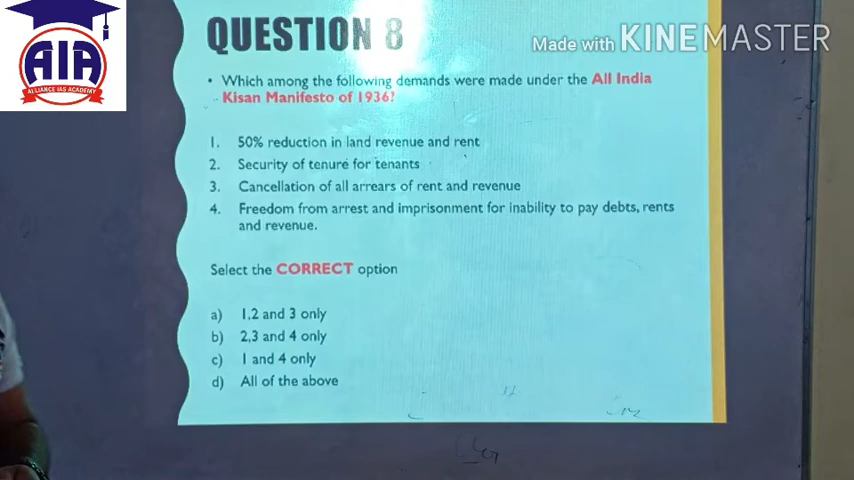 AIA
ALLIANCE IAS ACADEMY
Made with KINEMASTER
QUESTION 8
• Which among the following demands were made under the All India
Kisan Manifesto of 1936?
1. 50% reduction in land revenue and rent
2. Security of tenure for tenants
3. Cancellation of all arrears of rent and revenue
4. Freedom from arrest and imprisonment for inability to pay debts, rents
and revenue.
Select the CORRECT option
a) 1,2 and 3 only
b) 2,3 and 4 only
c) 1 and 4 only
d) All of the above